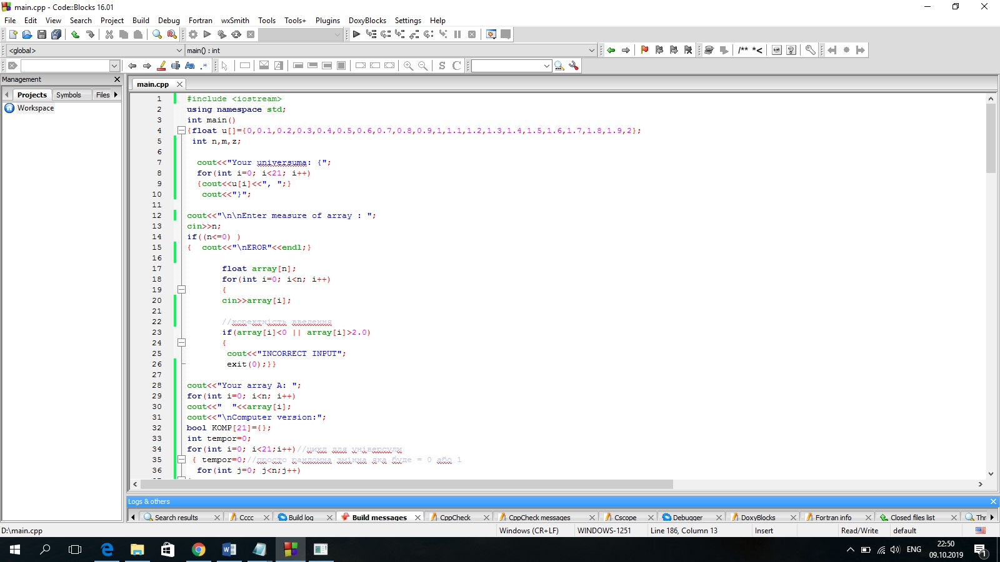 main.cpp - Code::Blocks 16.01
File Edit View Search Project Build Debug Fortran wxSmith Tools Tools+ Plugins DoxyBlocks Settings Help
<global> main() : int
/** *<
Aa .* S C
Management
main.cpp
Projects Symbols Files
Workspace
1 #include <iostream>
2 using namespace std;
3 int main()
4 {float u[]={0,0.1,0.2,0.3,0.4,0.5,0.6,0.7,0.8,0.9,1,1.1,1.2,1.3,1.4,1.5,1.6,1.7,1.8,1.9,2};
5 int n,m,z;
6
7 cout<<"Your universuma: {";
8 for(int i=0; i<21; i++)
9 {cout<<u[i]<<", ";}
10 cout<<"}";
11
12 cout<<"\n\nEnter measure of array : ";
13 cin>>n;
14 if((n<=0) )
15 { cout<<"\nEROR"<<endl;}
16
17 float array[n];
18 for(int i=0; i<n; i++)
19 {
20 cin>>array[i];
21
22 //коректність введення
23 if(array[i]<0 || array[i]>2.0)
24 {
25 cout<<"INCORRECT INPUT";
26 exit(0);}}
27
28 cout<<"Your array A: ";
29 for(int i=0; i<n; i++)
30 cout<<" "<<array[i];
31 cout<<"\nComputer version:";
32 bool KOMP[21]={};
33 int tempor=0;
34 for(int i=0; i<21;i++)//цикл для універсули
35 { tempor=0;//просто рандомна змінна яка буде = 0 або 1
36 for(int j=0; j<n;j++)
Logs & others
Search results Cccc Build log Build messages CppCheck CppCheck messages Cscope Debugger DoxyBlocks Fortran info Closed files list Thr
D:\main.cpp Windows (CR+LF) WINDOWS-1251 Line 186, Column 13 Insert Read/Write default
ENG 22:50
09.10.2019
1